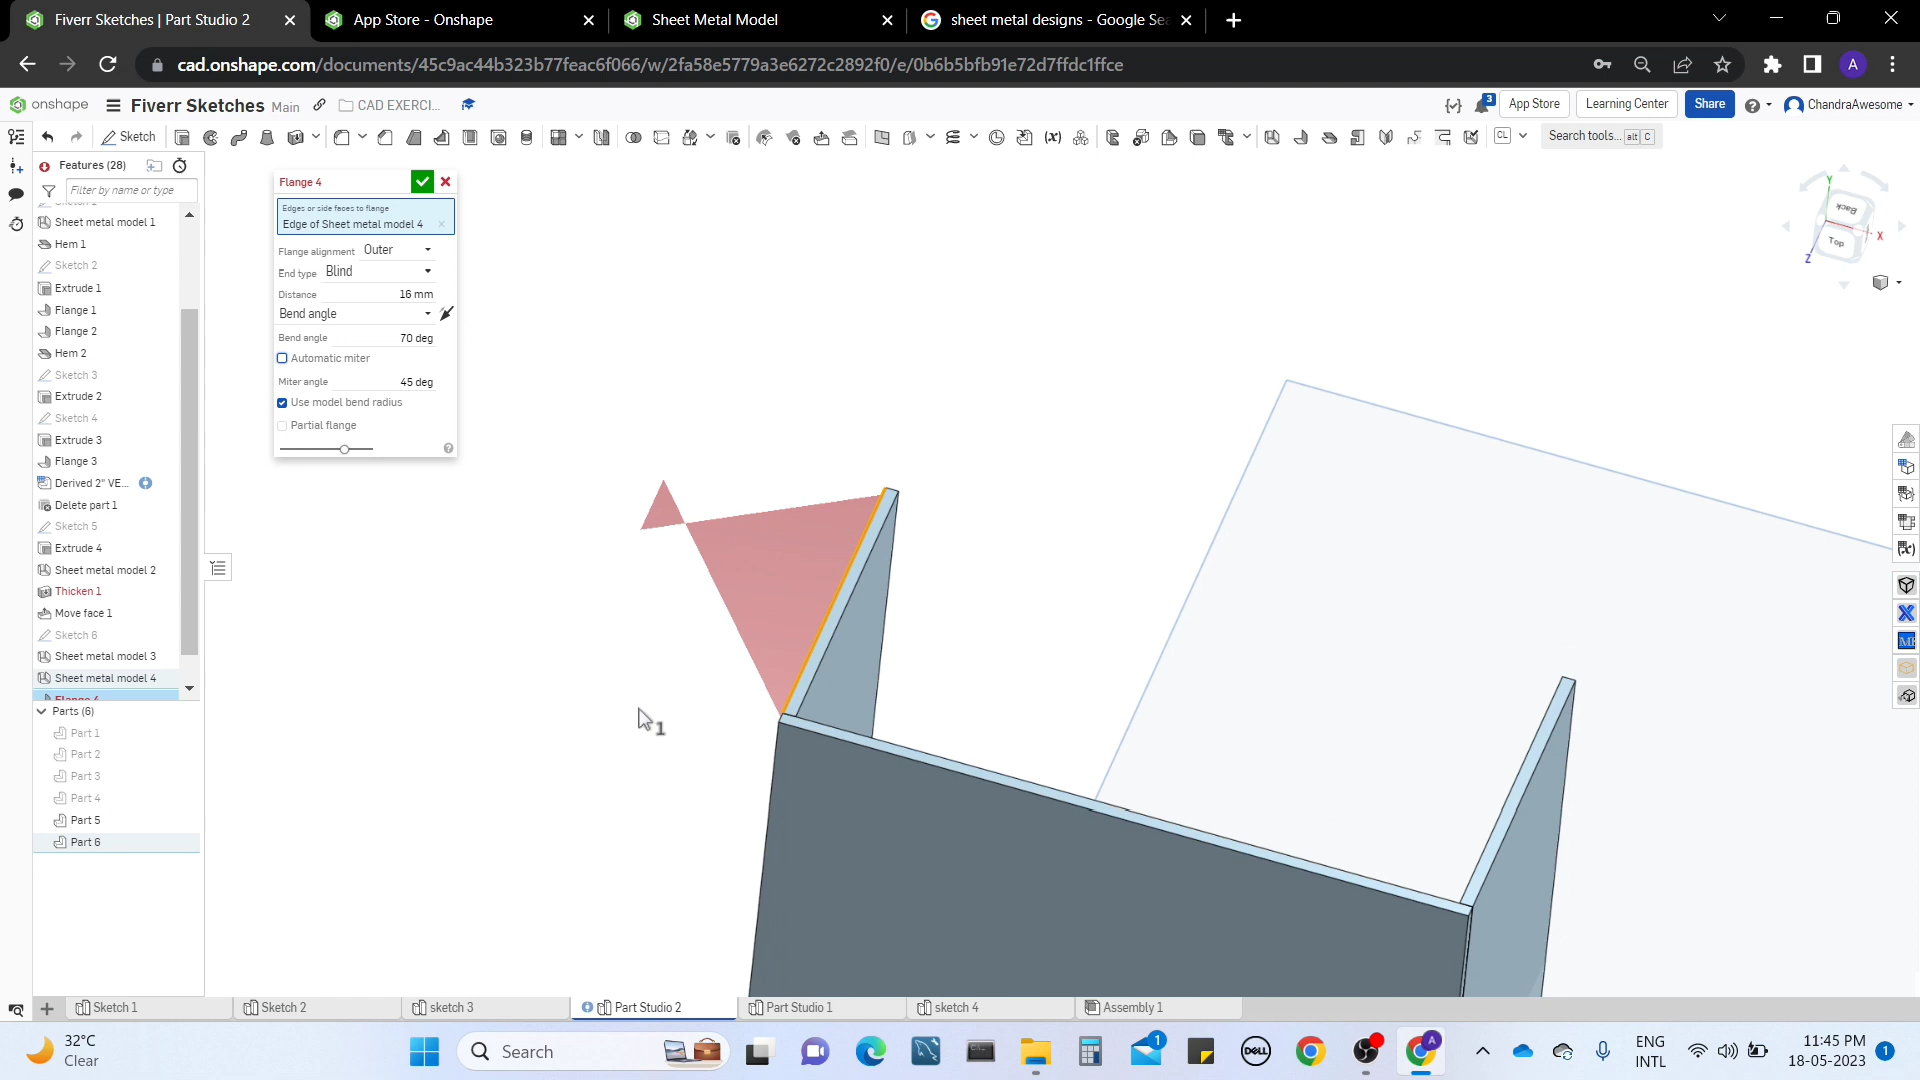 Fiverr Sketches | Part Studio 2
App Store - Onshape
Sheet Metal Model
sheet metal designs - Google Sea
cad.onshape.com/documents/45c9ac44b323b77feac6f066/w/2fa58e5779a3e6272c2892f0/e/0b6b5bfb91e72d7ffdc1ffce
A
onshape
Fiverr Sketches Main
CAD EXERCI...
3
App Store
Learning Center
Share
ChandraAwesome
Sketch
CL
Search tools... alt C
Features (28)
Filter by name or type
Sheet metal model 1
Hem 1
Sketch 2
Extrude 1
Flange 1
Flange 2
Hem 2
Sketch 3
Extrude 2
Sketch 4
Extrude 3
Flange 3
Derived 2" VE...
Delete part 1
Sketch 5
Extrude 4
Sheet metal model 2
Thicken 1
Move face 1
Sketch 6
Sheet metal model 3
Sheet metal model 4
Flange 4
Parts (6)
Part 1
Part 2
Part 3
Part 4
Part 5
Part 6
Flange 4
Edges or side faces to flange
Edge of Sheet metal model 4
Flange alignment Outer
End type Blind
Distance 16 mm
Bend angle
Bend angle 70 deg
Automatic miter
Miter angle 45 deg
Use model bend radius
Partial flange
1
Y
Back
X
Top
Z
Sketch 1
Sketch 2
sketch 3
Part Studio 2
Part Studio 1
sketch 4
Assembly 1
32°C
Clear
Search
DELL
1
A
ENG
INTL
11:45 PM
18-05-2023
1